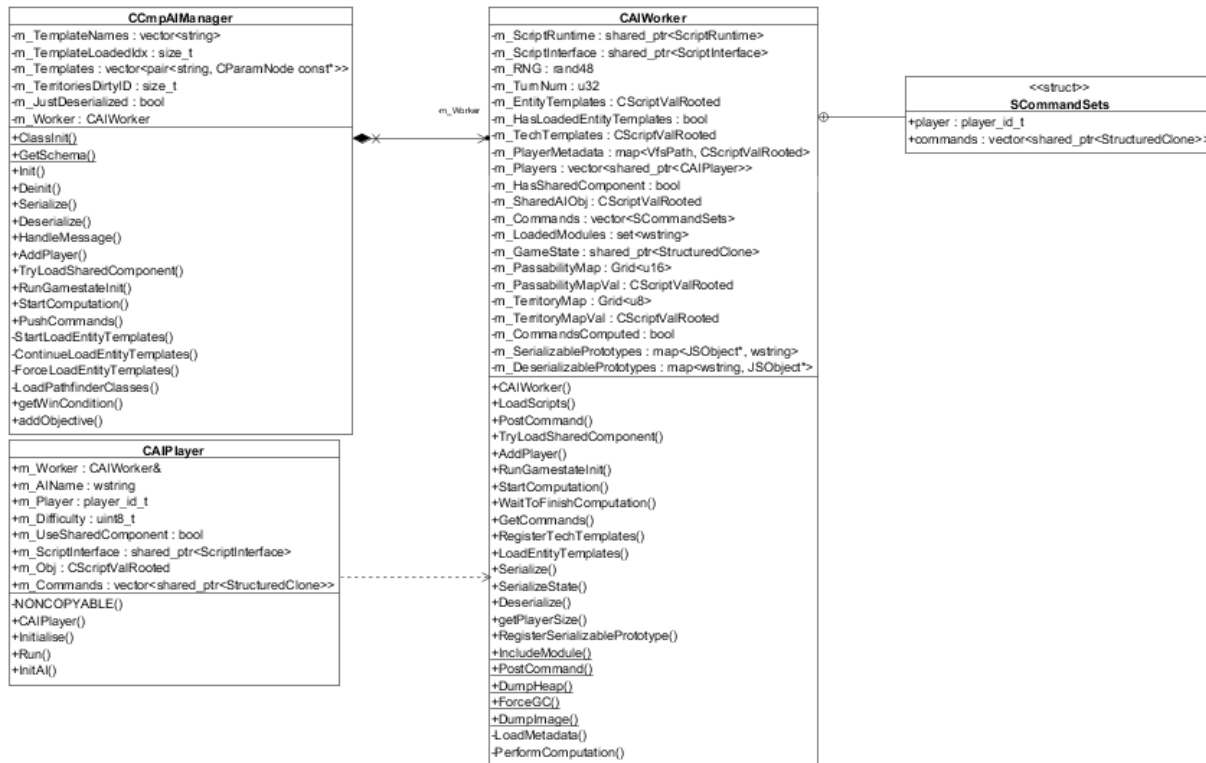 CCmpAIManager
-m_TemplateNames : vector<string>
-m_TemplateLoadedIdx : size_t
-m_Templates : vector<pair<string, CParamNode const*>>
-m_TerritoriesDirtyID : size_t
-m_JustDeserialized : bool
-m_Worker : CAIWorker
+ClassInit()
+GetSchema()
+Init()
+Deinit()
+Serialize()
+Deserialize()
+HandleMessage()
+AddPlayer()
+TryLoadSharedComponent()
+RunGamestateInit()
+StartComputation()
+PushCommands()
-StartLoadEntityTemplates()
-ContinueLoadEntityTemplates()
-ForceLoadEntityTemplates()
-LoadPathfinderClasses()
+getWinCondition()
+addObjective()
CAIPlayer
+m_Worker : CAIWorker&
+m_AIName : wstring
+m_Player : player_id_t
+m_Difficulty : uint8_t
+m_UseSharedComponent : bool
+m_ScriptInterface : shared_ptr<ScriptInterface>
+m_Obj : CScriptValRooted
+m_Commands : vector<shared_ptr<StructuredClone>>
-NONCOPYABLE()
+CAIPlayer()
+Initialise()
+Run()
+InitAI()
-m_Worker
CAIWorker
-m_ScriptRuntime : shared_ptr<ScriptRuntime>
-m_ScriptInterface : shared_ptr<ScriptInterface>
-m_RNG : rand48
-m_TurnNum : u32
-m_EntityTemplates : CScriptValRooted
-m_HasLoadedEntityTemplates : bool
-m_TechTemplates : CScriptValRooted
-m_PlayerMetadata : map<VfsPath, CScriptValRooted>
-m_Players : vector<shared_ptr<CAIPlayer>>
-m_HasSharedComponent : bool
-m_SharedAIObj : CScriptValRooted
-m_Commands : vector<SCommandSets>
-m_LoadedModules : set<wstring>
-m_GameState : shared_ptr<StructuredClone>
-m_PassabilityMap : Grid<u16>
-m_PassabilityMapVal : CScriptValRooted
-m_TerritoryMap : Grid<u8>
-m_TerritoryMapVal : CScriptValRooted
-m_CommandsComputed : bool
-m_SerializablePrototypes : map<JSObject*, wstring>
-m_DeserializablePrototypes : map<wstring, JSObject*>
+CAIWorker()
+LoadScripts()
+PostCommand()
+TryLoadSharedComponent()
+AddPlayer()
+RunGamestateInit()
+StartComputation()
+WaitToFinishComputation()
+GetCommands()
+RegisterTechTemplates()
+LoadEntityTemplates()
+Serialize()
+SerializeState()
+Deserialize()
+getPlayerSize()
+RegisterSerializablePrototype()
+IncludeModule()
+PostCommand()
+DumpHeap()
+ForceGC()
+DumpImage()
-LoadMetadata()
-PerformComputation()
<<struct>>
SCommandSets
+player : player_id_t
+commands : vector<shared_ptr<StructuredClone>>